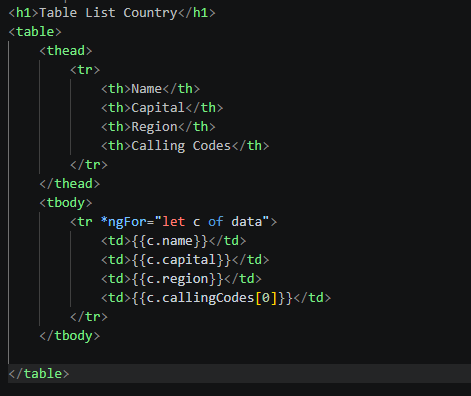 <h1>Table List Country</h1>
<table>
    <thead>
        <tr>
            <th>Name</th>
            <th>Capital</th>
            <th>Region</th>
            <th>Calling Codes</th>
        </tr>
    </thead>
    <tbody>
        <tr *ngFor="let c of data">
            <td>{{c.name}}</td>
            <td>{{c.capital}}</td>
            <td>{{c.region}}</td>
            <td>{{c.callingCodes[0]}}</td>
        </tr>
    </tbody>

</table>